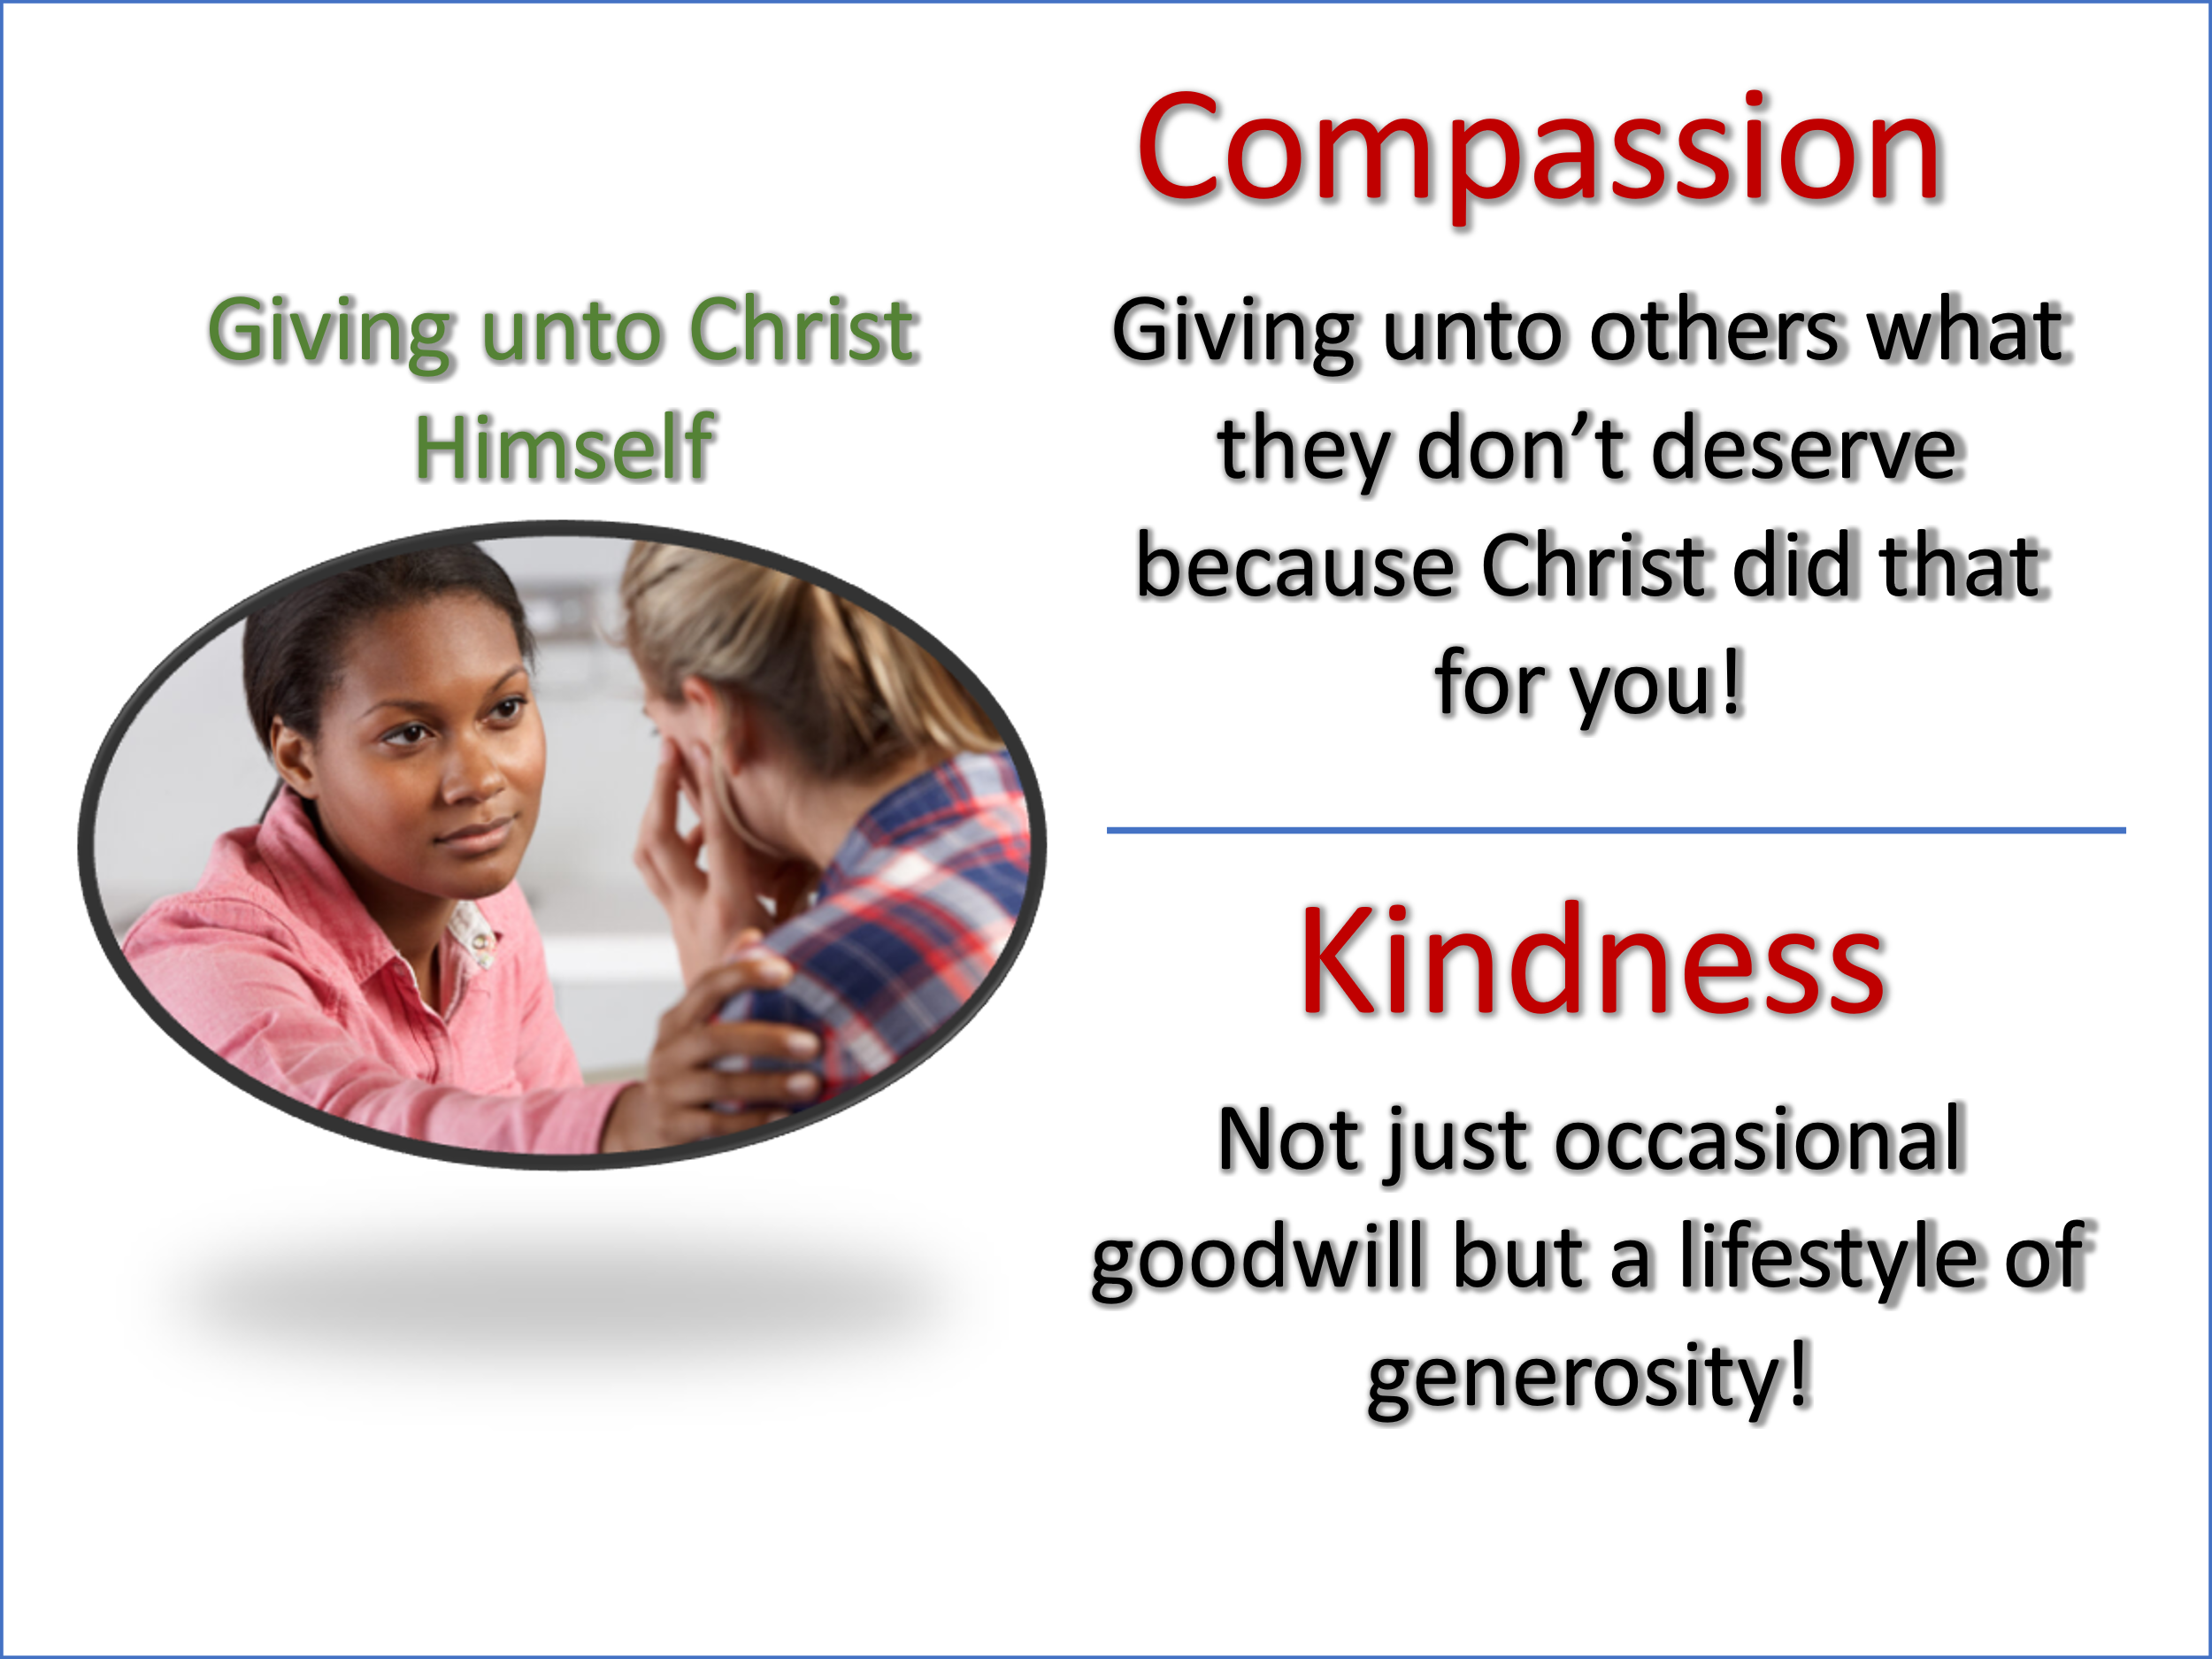 Compassion
Giving unto Christ
Himself
Giving unto others what
they don’t deserve
because Christ did that
for you!
Kindness
Not just occasional
goodwill but a lifestyle of
generosity!